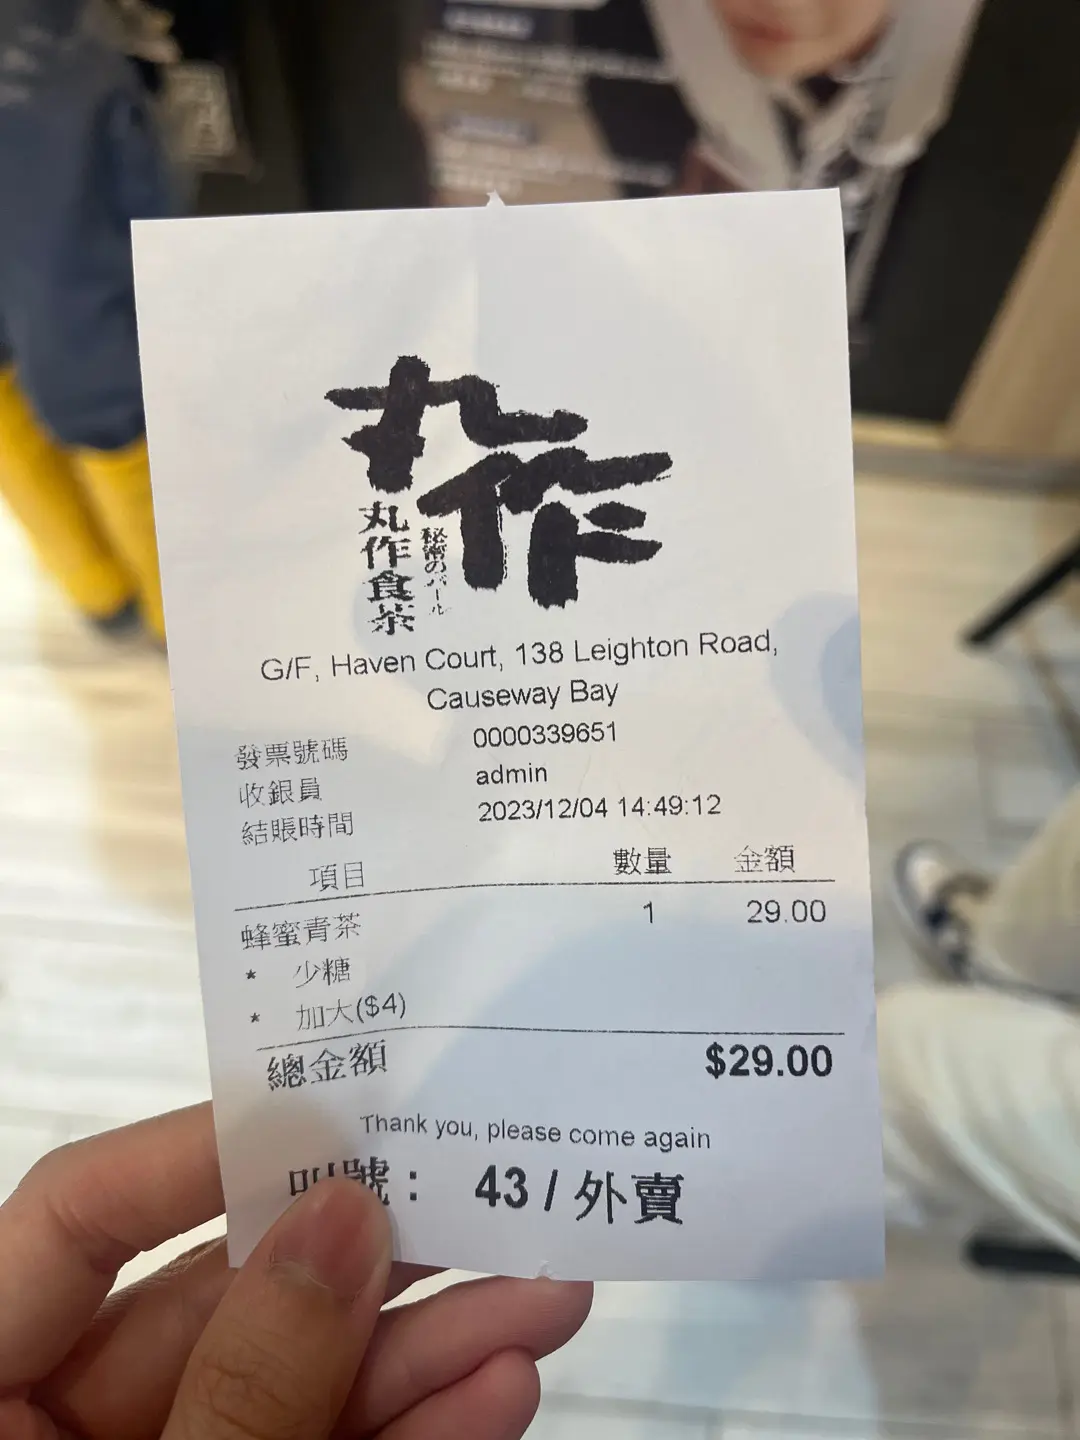 丸作
丸作食茶
秘密のパール
G/F, Haven Court, 138 Leighton Road,
Causeway Bay
發票號碼 0000339651
收銀員 admin
結賬時間 2023/12/04 14:49:12
項目 數量 金額
蜂蜜青茶 1 29.00
* 少糖
* 加大($4)
總金額 $29.00
Thank you, please come again
叫號： 43 / 外賣